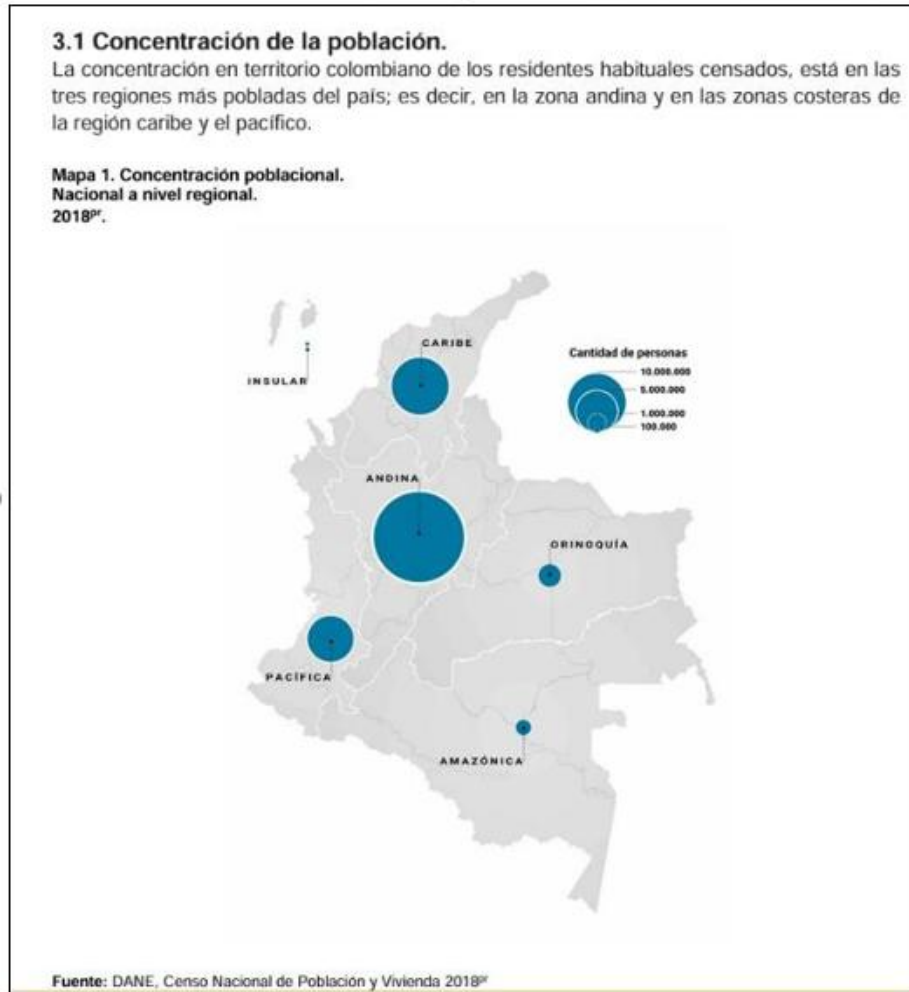 3.1 Concentración de la población.
La concentración en territorio colombiano de los residentes habituales censados, está en las
tres regiones más pobladas del país; es decir, en la zona andina y en las zonas costeras de
la región caribe y el pacífico.
Mapa 1. Concentración poblacional.
Nacional a nivel regional.
2018ᵖʳ.
CARIBE
INSULAR
Cantidad de personas
10.000.000
5.000.000
1.000.000
100.000
ANDINA
ORINOQUÍA
PACÍFICA
AMAZÓNICA
Fuente: DANE, Censo Nacional de Población y Vivienda 2018ᵖʳ